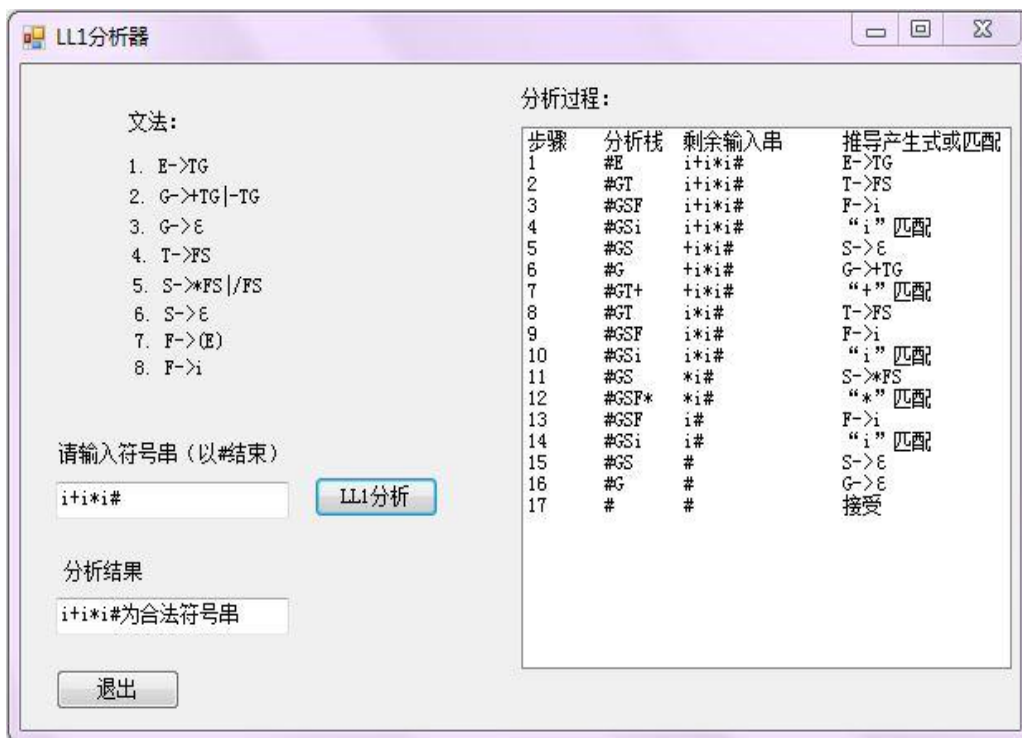 LL1分析器
文法:
1. E->TG
2. G->+TG|-TG
3. G->ε
4. T->FS
5. S->*FS|/FS
6. S->ε
7. F->(E)
8. F->i
请输入符号串(以#结束)
i+i*i#
LL1分析
分析结果
i+i*i#为合法符号串
退出
分析过程:
步骤 分析栈 剩余输入串 推导产生式或匹配
1 #E i+i*i# E->TG
2 #GT i+i*i# T->FS
3 #GSF i+i*i# F->i
4 #GSi i+i*i# “i”匹配
5 #GS +i*i# S->ε
6 #G +i*i# G->+TG
7 #GT+ +i*i# “+”匹配
8 #GT i*i# T->FS
9 #GSF i*i# F->i
10 #GSi i*i# “i”匹配
11 #GS *i# S->*FS
12 #GSF* *i# “*”匹配
13 #GSF i# F->i
14 #GSi i# “i”匹配
15 #GS # S->ε
16 #G # G->ε
17 # # 接受